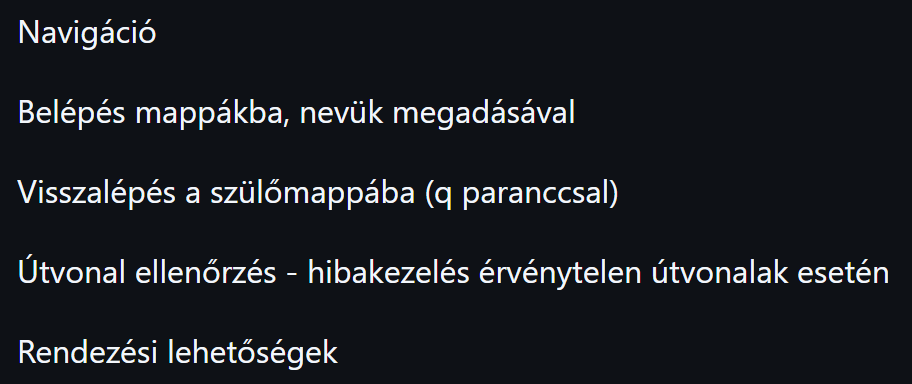 Navigáció
Belépés mappákba, nevük megadásával
Visszalépés a szülőmappába (q paranccsal)
Útvonal ellenőrzés - hibakezelés érvénytelen útvonalak esetén
Rendezési lehetőségek